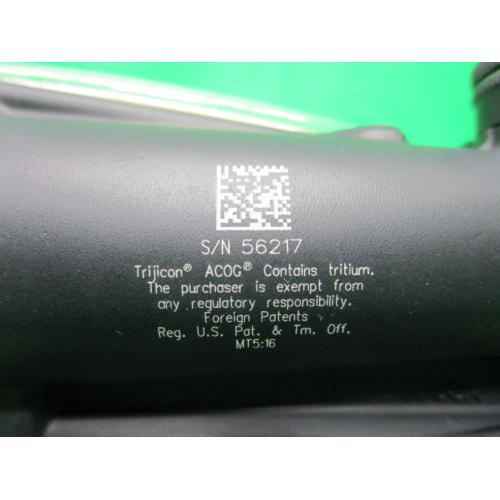 S/N 56217
Trijicon® ACOG® Contains tritium.
The purchaser is exempt from
any regulatory responsibility.
Foreign Patents
Reg. U.S. Pat. & Tm. Off.
MT5:16